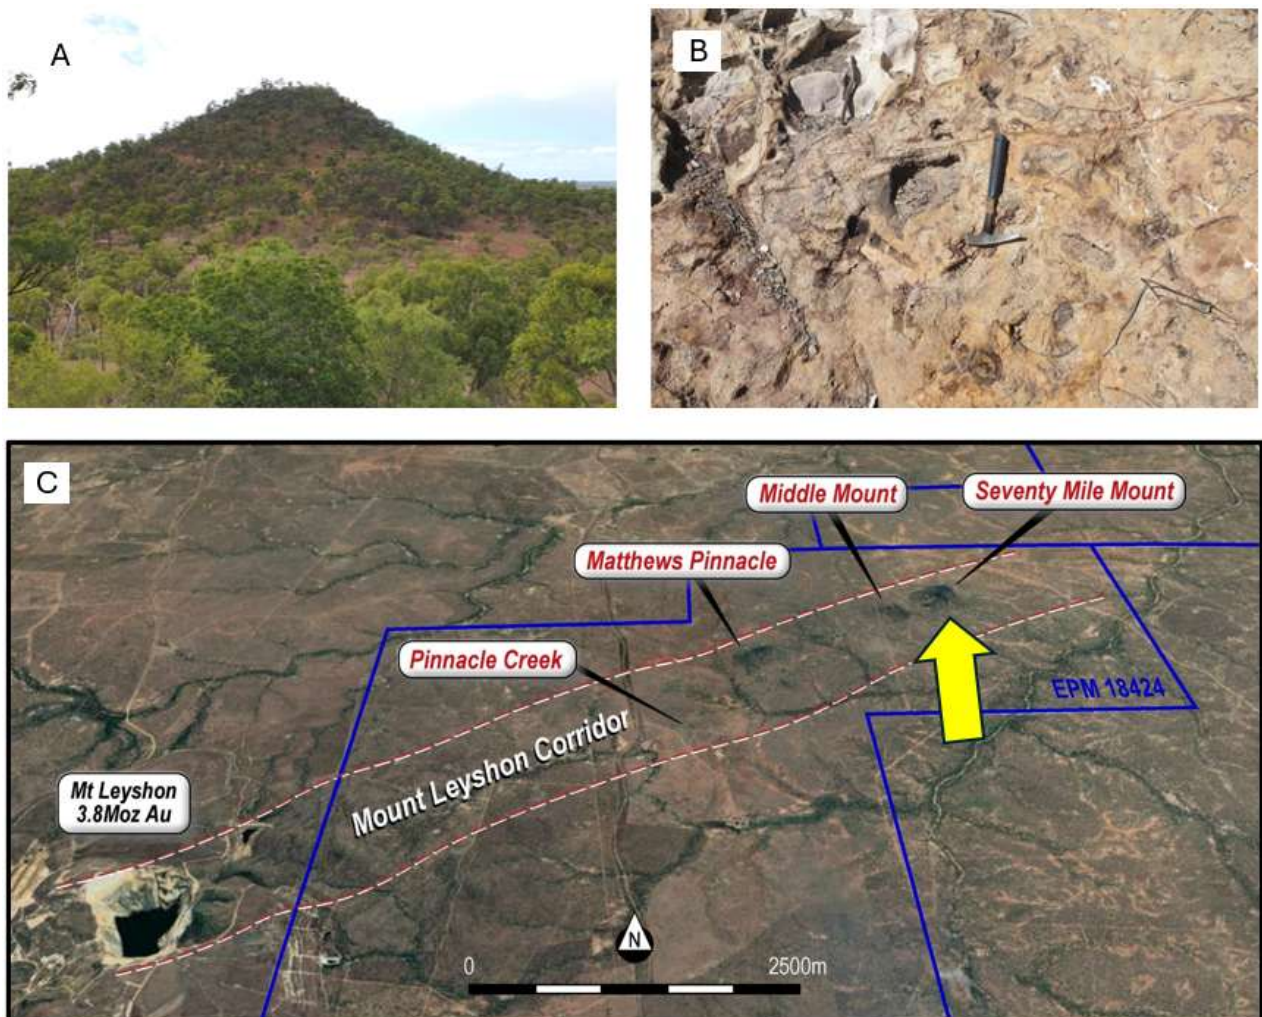 A
B
C
Middle Mount
Seventy Mile Mount
Matthews Pinnacle
Pinnacle Creek
EPM 18424
Mount Leyshon Corridor
Mt Leyshon
3.8Moz Au
N
0
2500m